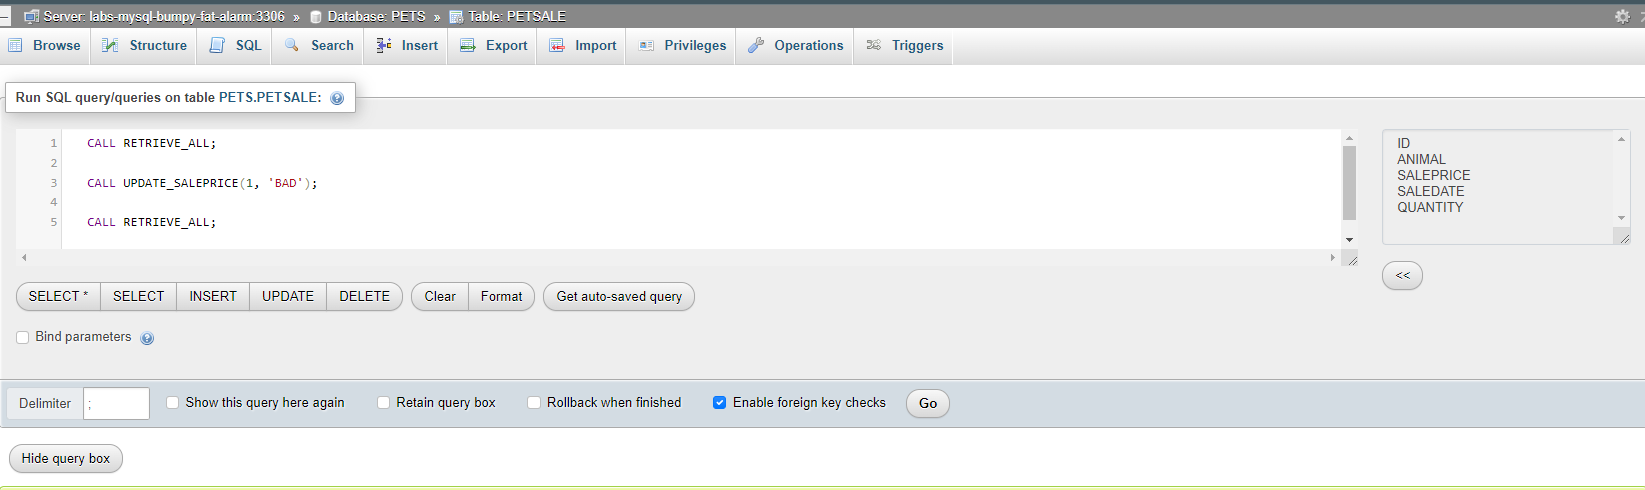 Server: labs-mysql-bumpy-fat-alarm:3306 » Database: PETS » Table: PETSALE
Browse Structure SQL Search Insert Export Import Privileges Operations Triggers
Run SQL query/queries on table PETS.PETSALE:
1 CALL RETRIEVE_ALL;
2
3 CALL UPDATE_SALEPRICE(1, 'BAD');
4
5 CALL RETRIEVE_ALL;
ID
ANIMAL
SALEPRICE
SALEDATE
QUANTITY
<<
SELECT * SELECT INSERT UPDATE DELETE Clear Format Get auto-saved query
Bind parameters
Delimiter ; Show this query here again Retain query box Rollback when finished Enable foreign key checks Go
Hide query box